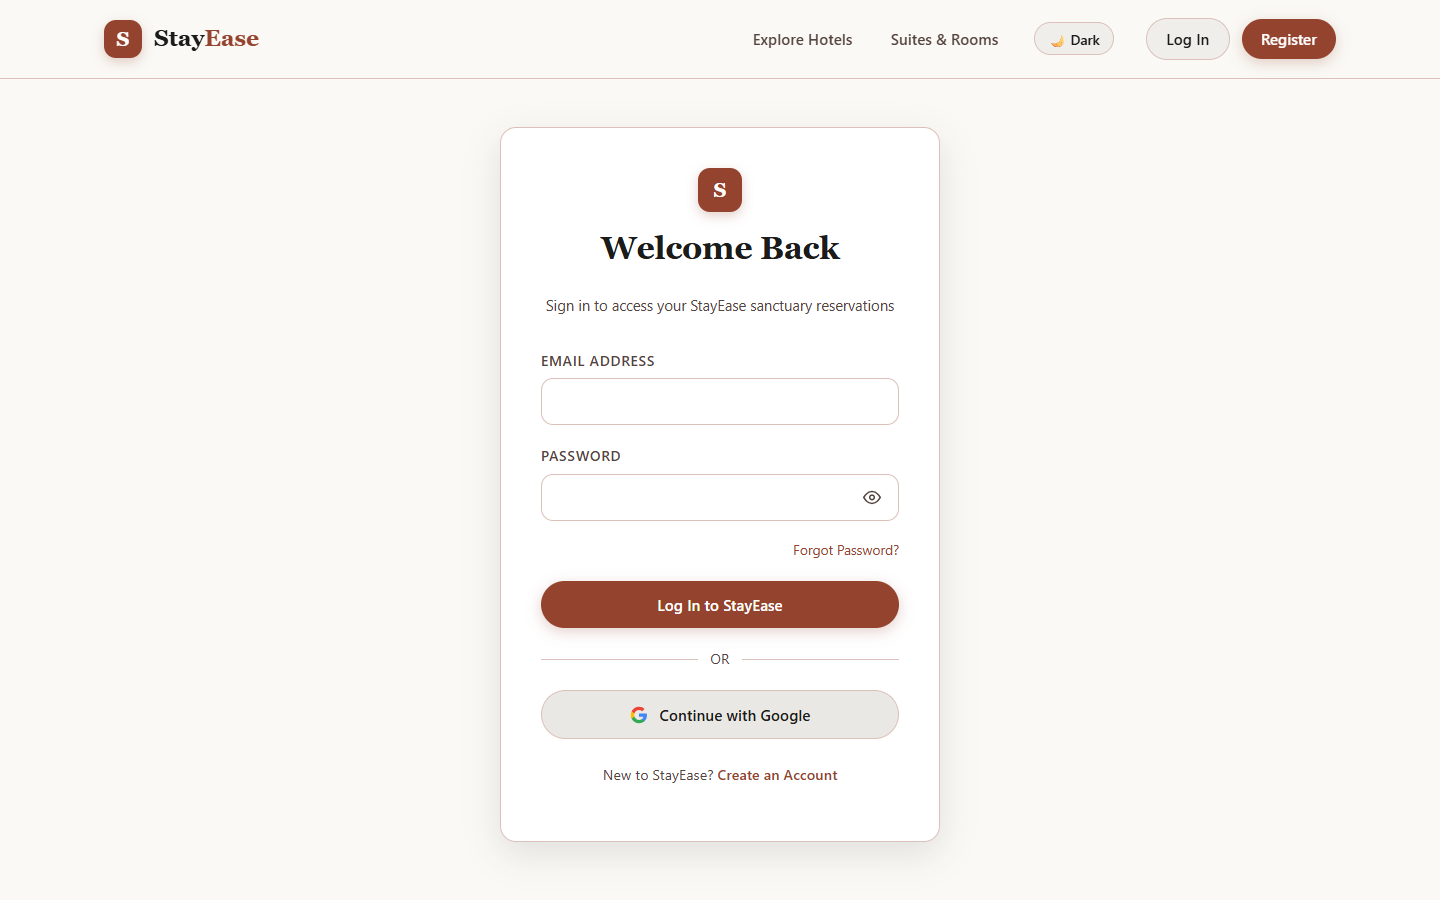 S StayEase Explore Hotels Suites & Rooms Dark Log In Register
S
Welcome Back
Sign in to access your StayEase sanctuary reservations
EMAIL ADDRESS
PASSWORD
Forgot Password?
Log In to StayEase
OR
Continue with Google
New to StayEase? Create an Account